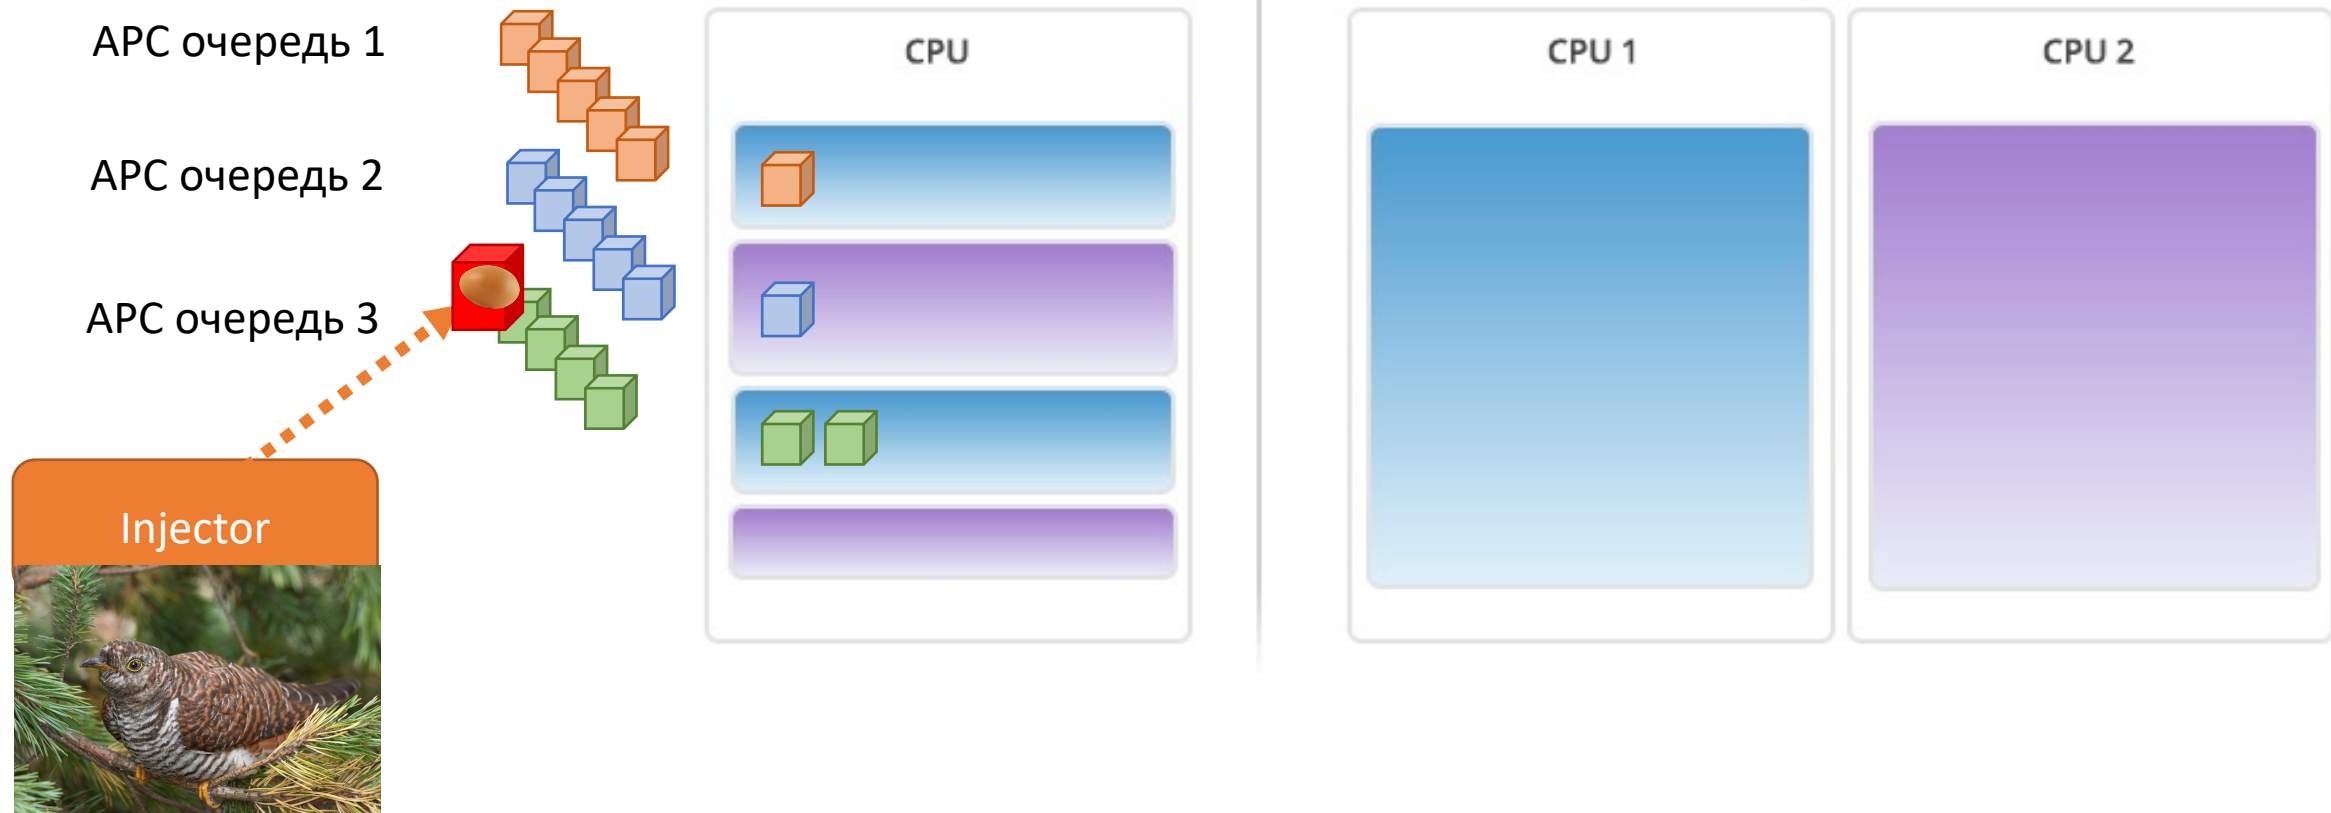 APC очередь 1
APC очередь 2
APC очередь 3
Injector
CPU
CPU 1
CPU 2